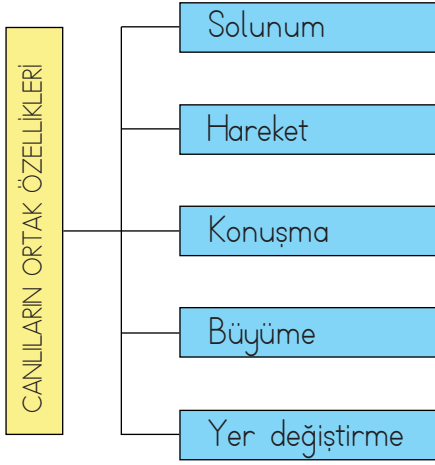 CANLILARIN ORTAK ÖZELLİKLERİ
Solunum
Hareket
Konuşma
Büyüme
Yer değiştirme